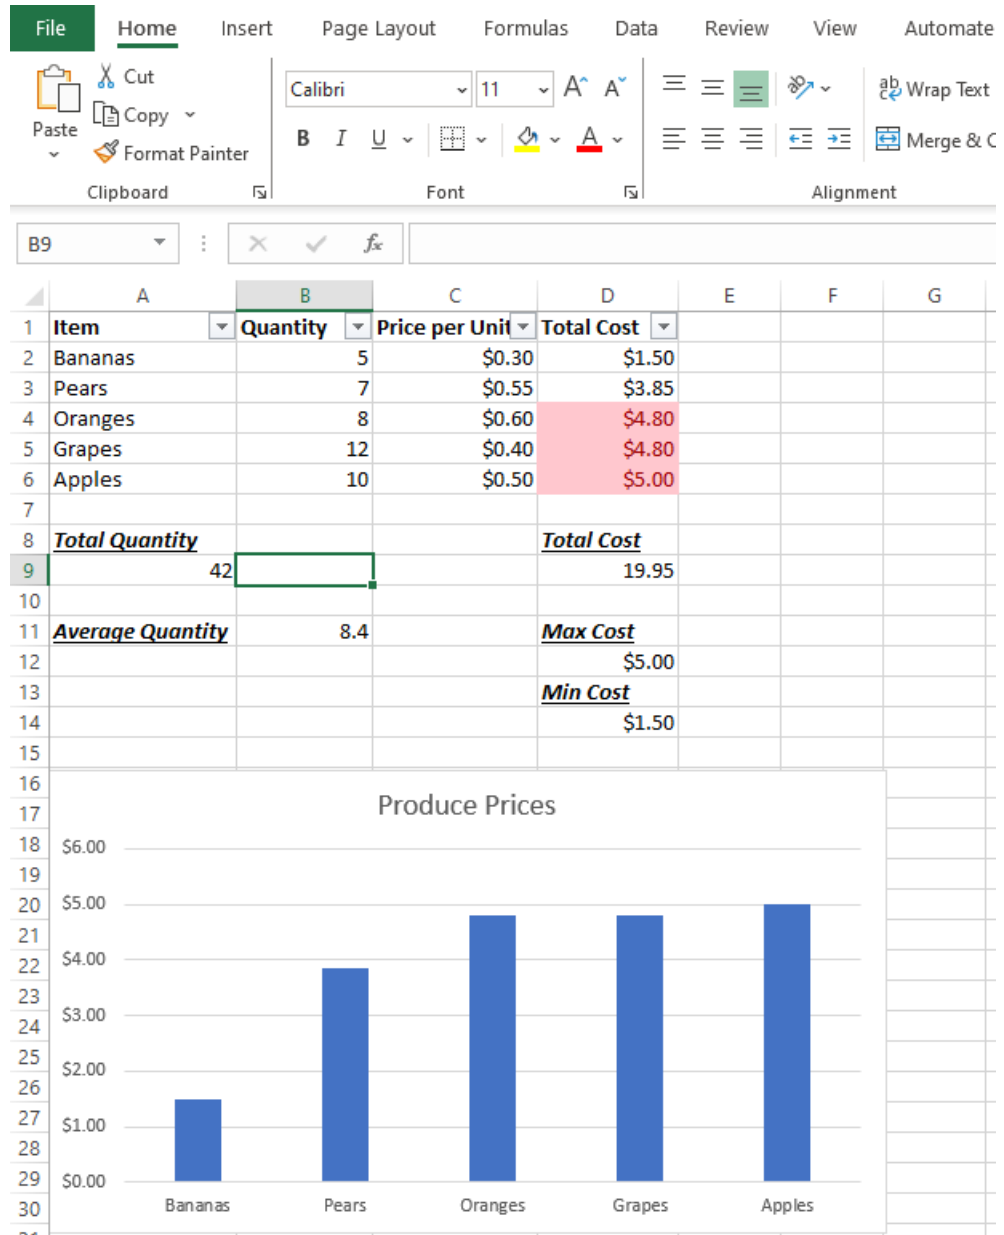 File Home Insert Page Layout Formulas Data Review View Automate
Paste
Cut
Copy
Format Painter
Clipboard
Calibri 11 A A
B I U A
Font
ab Wrap Text
Merge & C
Alignment
B9 fx
A B C D E F G
1 Item Quantity Price per Unit Total Cost
2 Bananas 5 $0.30 $1.50
3 Pears 7 $0.55 $3.85
4 Oranges 8 $0.60 $4.80
5 Grapes 12 $0.40 $4.80
6 Apples 10 $0.50 $5.00
7
8 Total Quantity Total Cost
9 42 19.95
10
11 Average Quantity 8.4 Max Cost
12 $5.00
13 Min Cost
14 $1.50
15
16
17
18
19
20
21
22
23
24
25
26
27
28
29
30
Produce Prices
$6.00
$5.00
$4.00
$3.00
$2.00
$1.00
$0.00
Bananas Pears Oranges Grapes Apples